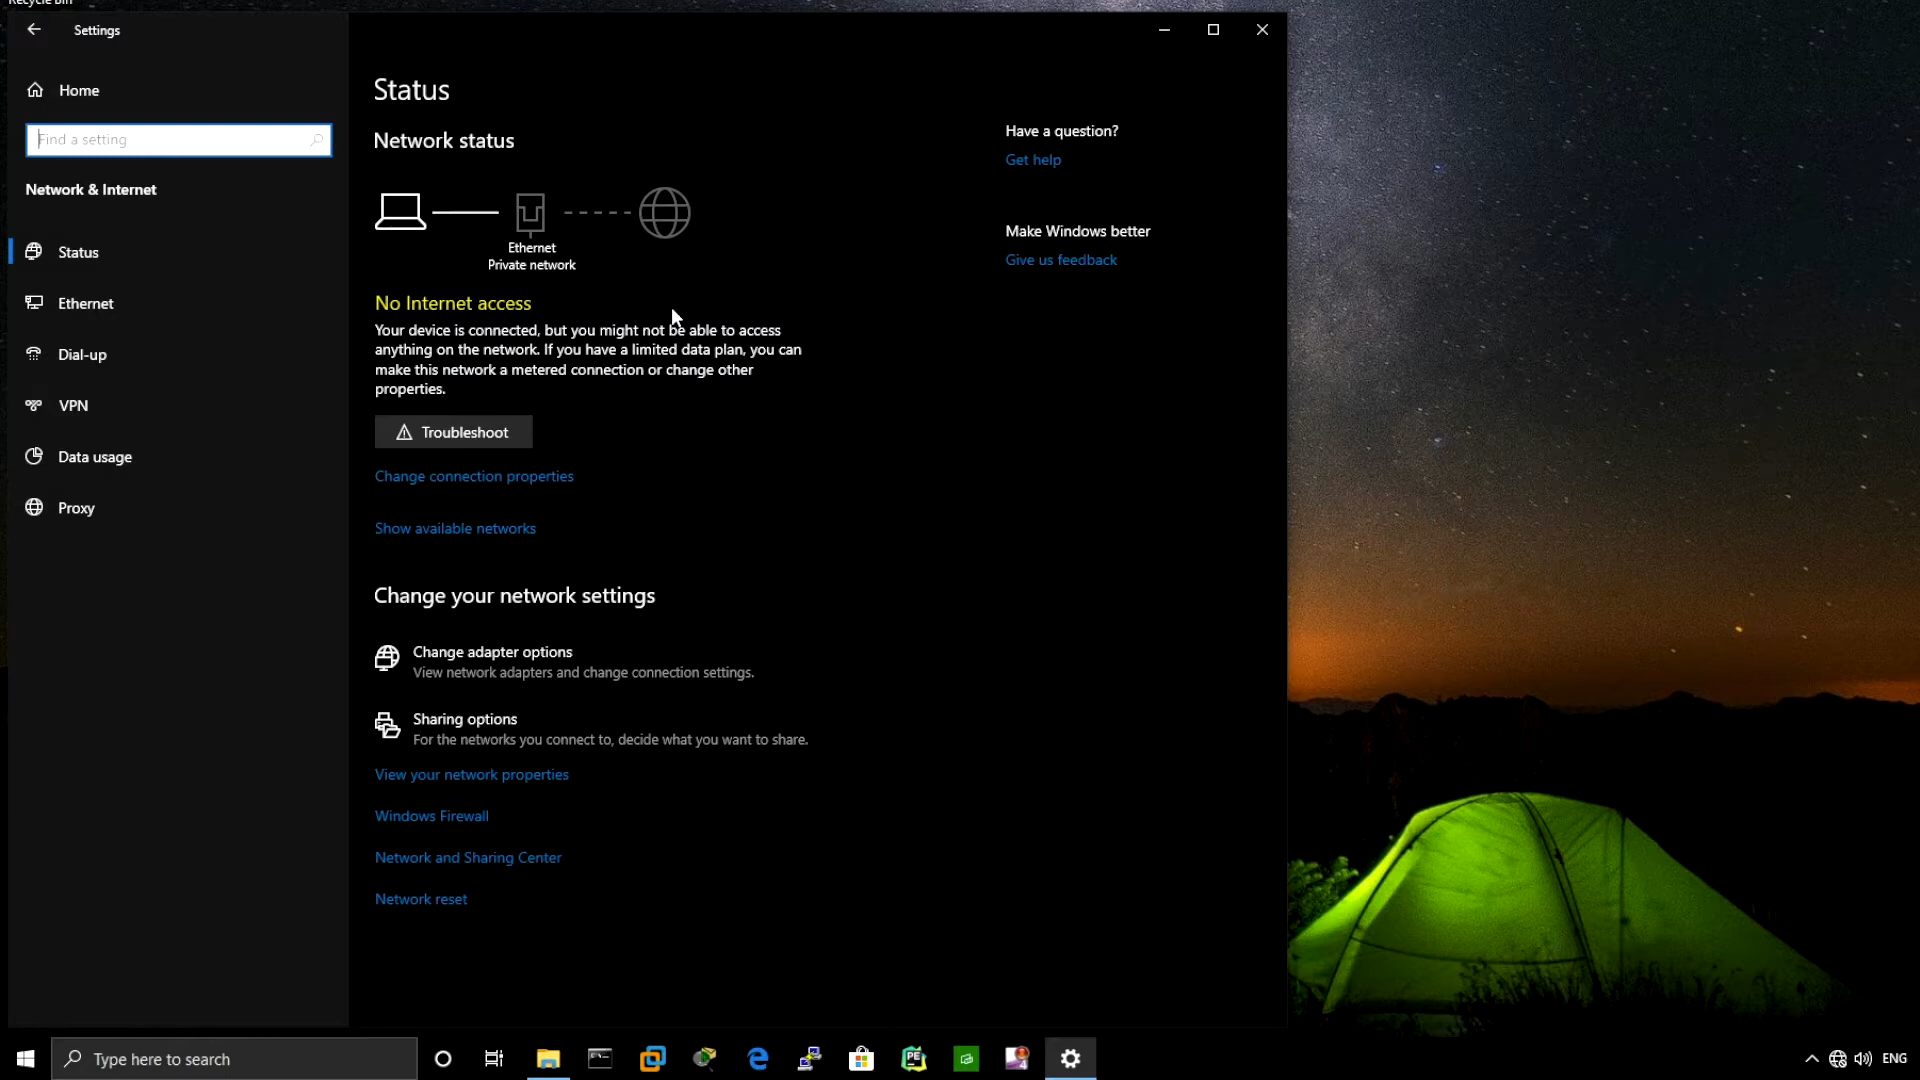 Recycle Bin
Settings
Home
Find a setting
Network & Internet
Status
Ethernet
Dial-up
VPN
Data usage
Proxy
Status
Network status
Ethernet
Private network
No Internet access
Your device is connected, but you might not be able to access
anything on the network. If you have a limited data plan, you can
make this network a metered connection or change other
properties.
Troubleshoot
Change connection properties
Show available networks
Change your network settings
Change adapter options
View network adapters and change connection settings.
Sharing options
For the networks you connect to, decide what you want to share.
View your network properties
Windows Firewall
Network and Sharing Center
Network reset
Have a question?
Get help
Make Windows better
Give us feedback
Type here to search
PE
4
ENG